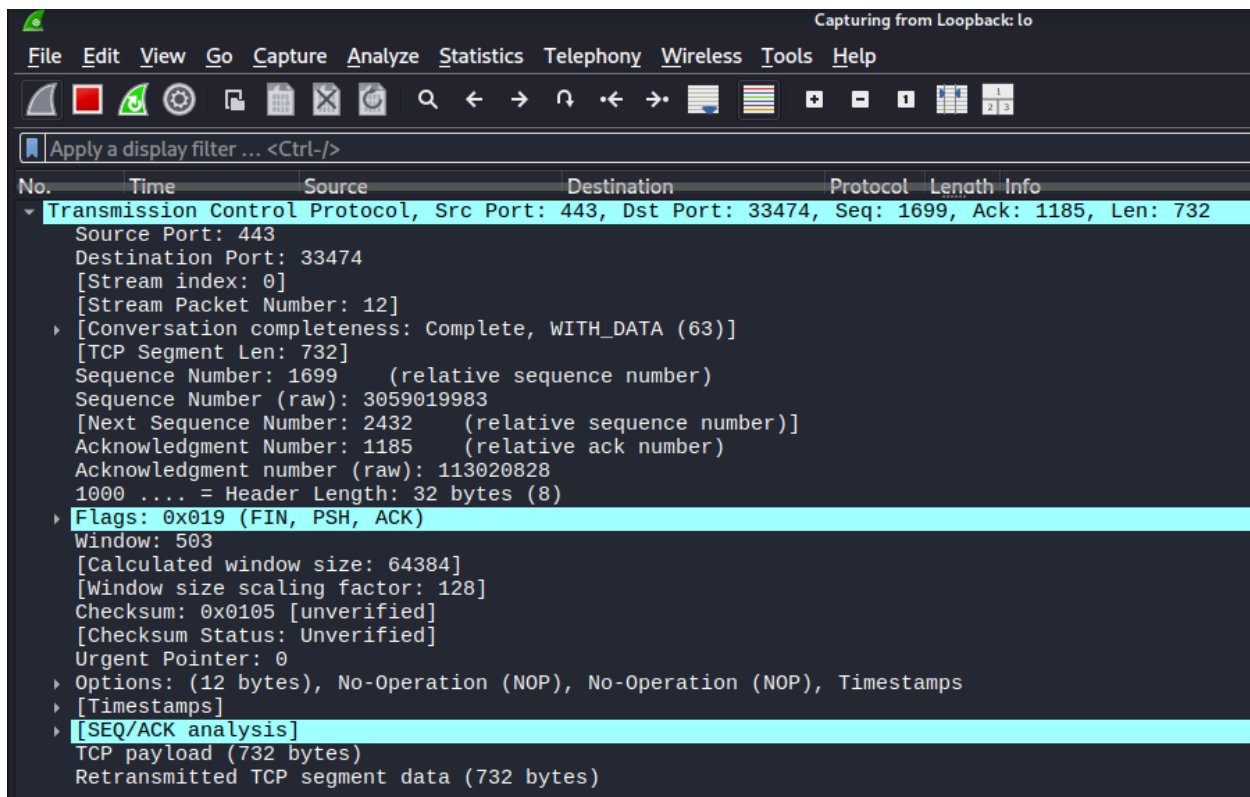 Capturing from Loopback: lo
File Edit View Go Capture Analyze Statistics Telephony Wireless Tools Help
Apply a display filter … <Ctrl-/>
No. Time Source Destination Protocol Length Info
Transmission Control Protocol, Src Port: 443, Dst Port: 33474, Seq: 1699, Ack: 1185, Len: 732
Source Port: 443
Destination Port: 33474
[Stream index: 0]
[Stream Packet Number: 12]
[Conversation completeness: Complete, WITH_DATA (63)]
[TCP Segment Len: 732]
Sequence Number: 1699    (relative sequence number)
Sequence Number (raw): 3059019983
[Next Sequence Number: 2432    (relative sequence number)]
Acknowledgment Number: 1185    (relative ack number)
Acknowledgment number (raw): 113020828
1000 .... = Header Length: 32 bytes (8)
Flags: 0x019 (FIN, PSH, ACK)
Window: 503
[Calculated window size: 64384]
[Window size scaling factor: 128]
Checksum: 0x0105 [unverified]
[Checksum Status: Unverified]
Urgent Pointer: 0
Options: (12 bytes), No-Operation (NOP), No-Operation (NOP), Timestamps
[Timestamps]
[SEQ/ACK analysis]
TCP payload (732 bytes)
Retransmitted TCP segment data (732 bytes)